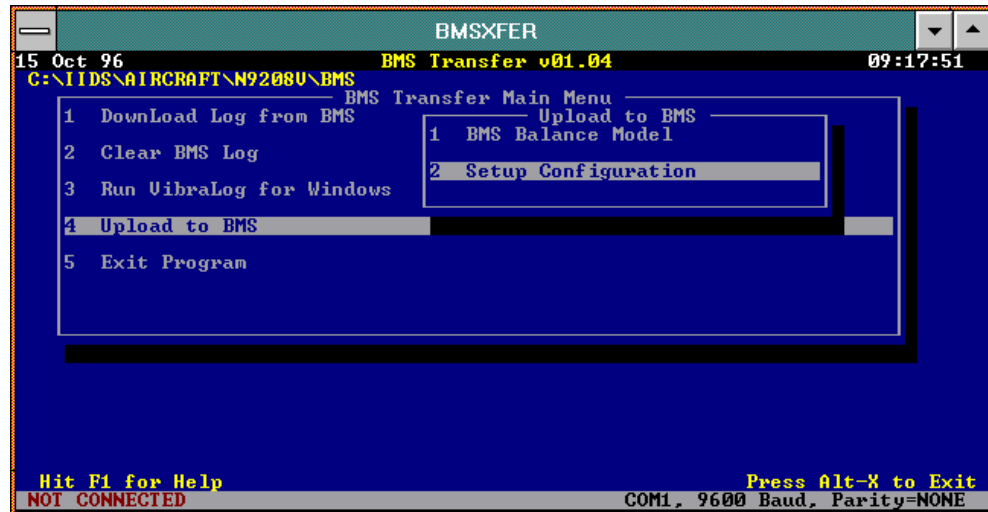 BMSXFER
15 Oct 96 BMS Transfer v01.04 09:17:51
C:\IIDS\AIRCRAFT\N9208V\BMS
BMS Transfer Main Menu
1 DownLoad Log from BMS
2 Clear BMS Log
3 Run VibraLog for Windows
4 Upload to BMS
5 Exit Program
Upload to BMS
1 BMS Balance Model
2 Setup Configuration
Hit F1 for Help Press Alt-X to Exit
NOT CONNECTED COM1, 9600 Baud, Parity=NONE